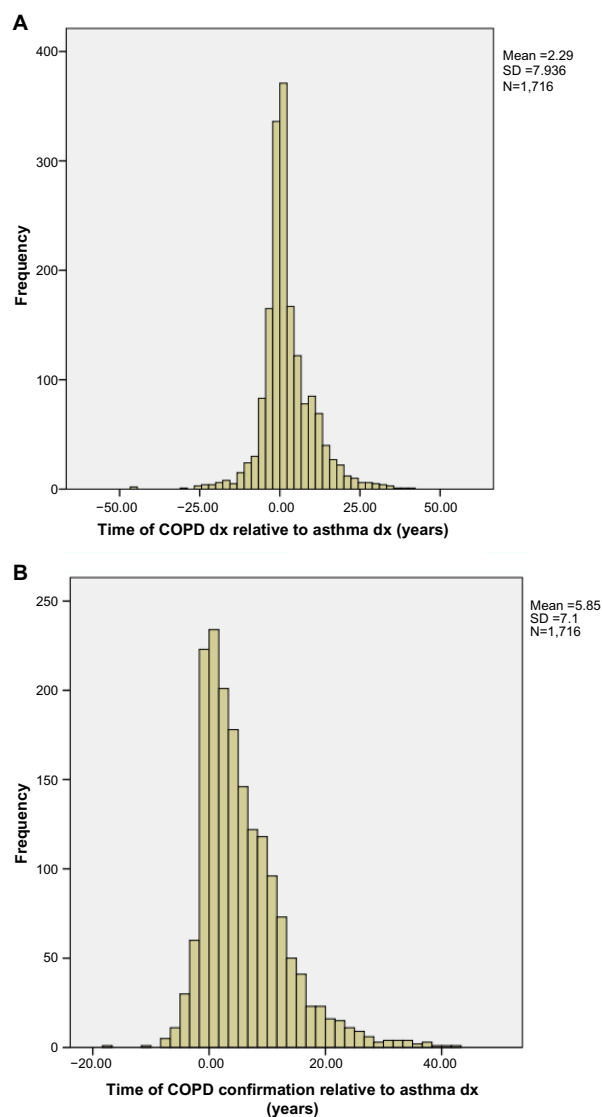 A
Mean =2.29
SD =7.936
N=1,716
400
300
200
100
0
Frequency
−50.00 −25.00 0.00 25.00 50.00
Time of COPD dx relative to asthma dx (years)
B
Mean =5.85
SD =7.1
N=1,716
250
200
150
100
50
0
Frequency
−20.00 0.00 20.00 40.00
Time of COPD confirmation relative to asthma dx
(years)